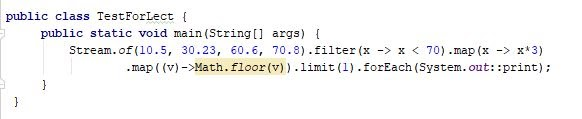 public class TestForLect {
public static void main(String[] args) {
Stream.of(10.5, 30.23, 60.6, 70.8).filter(x -> x < 70).map(x -> x*3)
.map((v)->Math.floor(v)).limit(1).forEach(System.out::print);
}
}